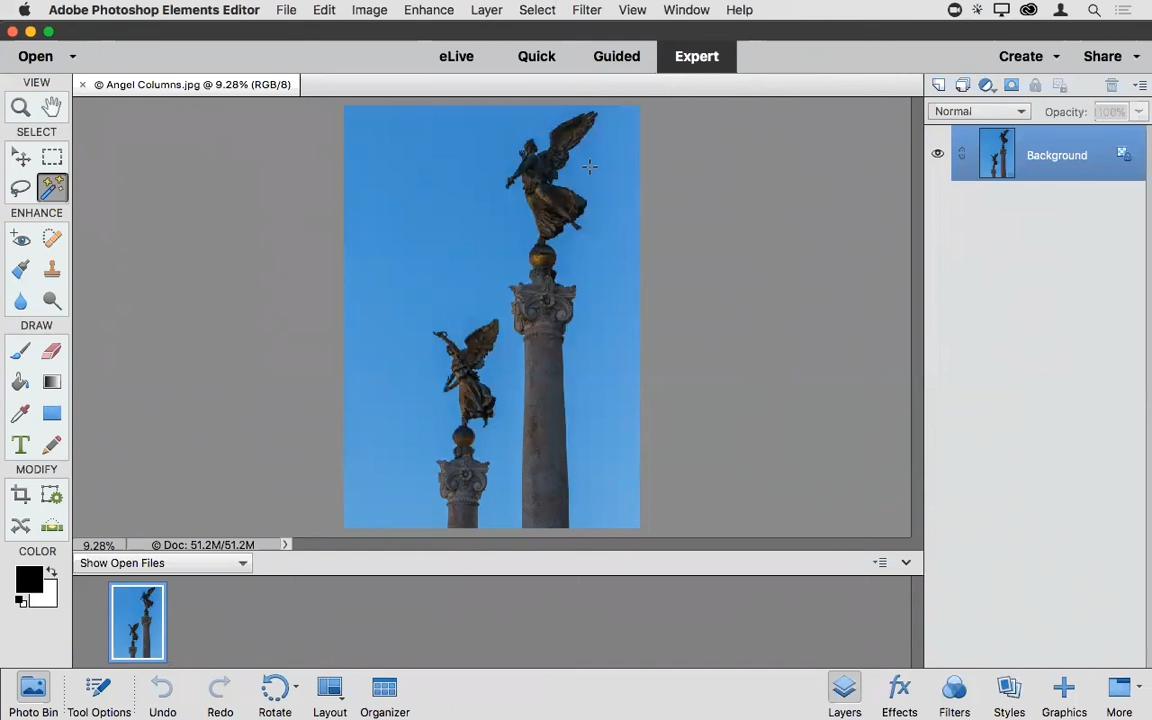 Adobe Photoshop Elements Editor File Edit Image Enhance Layer Select Filter View Window Help
Open eLive Quick Guided Expert Create Share
VIEW × © Angel Columns.jpg @ 9.28% (RGB/8)
Normal Opacity: 100%
SELECT
Background
ENHANCE
DRAW
T
MODIFY
COLOR 9.28% © Doc: 51.2M/51.2M
Show Open Files
Photo Bin Tool Options Undo Redo Rotate Layout Organizer Layers fx Effects Filters Styles Graphics More